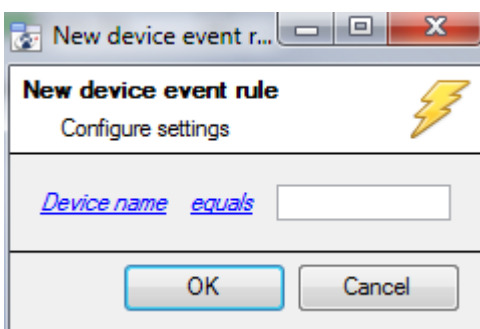 New device event r...
New device event rule
Configure settings
Device name equals
OK Cancel